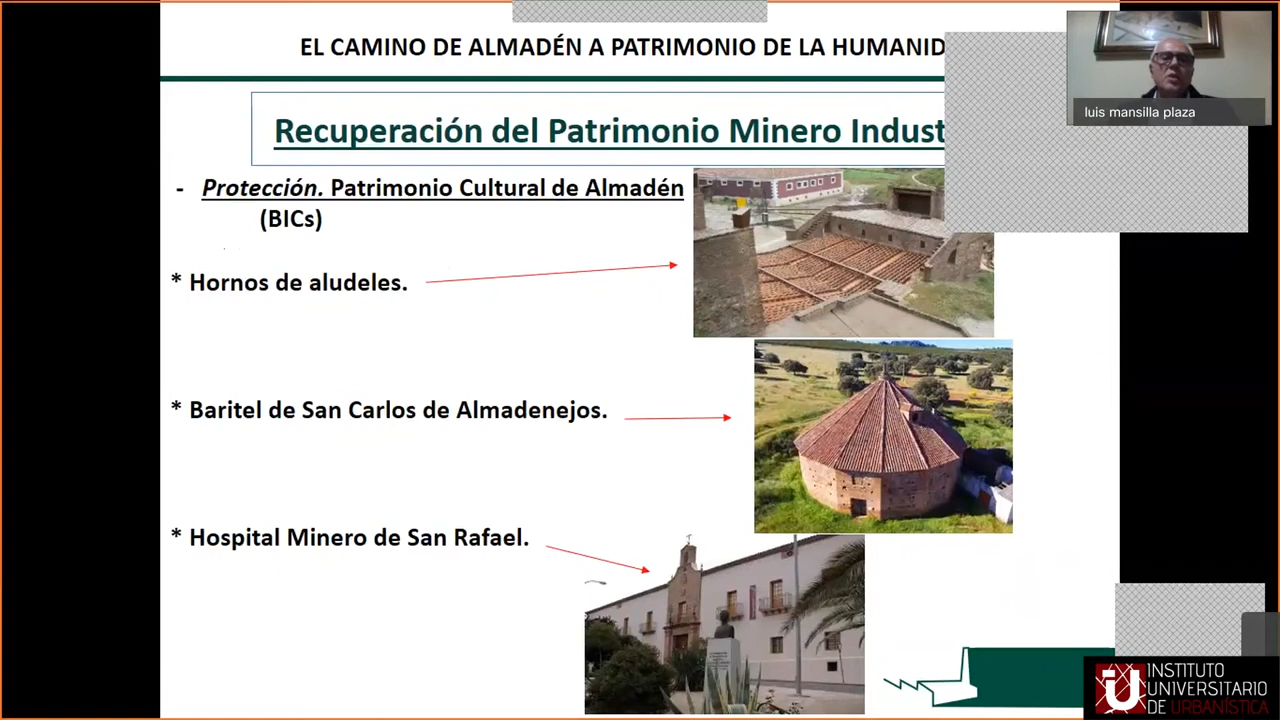 EL CAMINO DE ALMADÉN A PATRIMONIO DE LA HUMANID
Recuperación del Patrimonio Minero Indust
- Protección. Patrimonio Cultural de Almadén
(BICs)
* Hornos de aludeles.
* Baritel de San Carlos de Almadenejos.
* Hospital Minero de San Rafael.
luis mansilla plaza
iU
INSTITUTO
UNIVERSITARIO
DE URBANÍSTICA